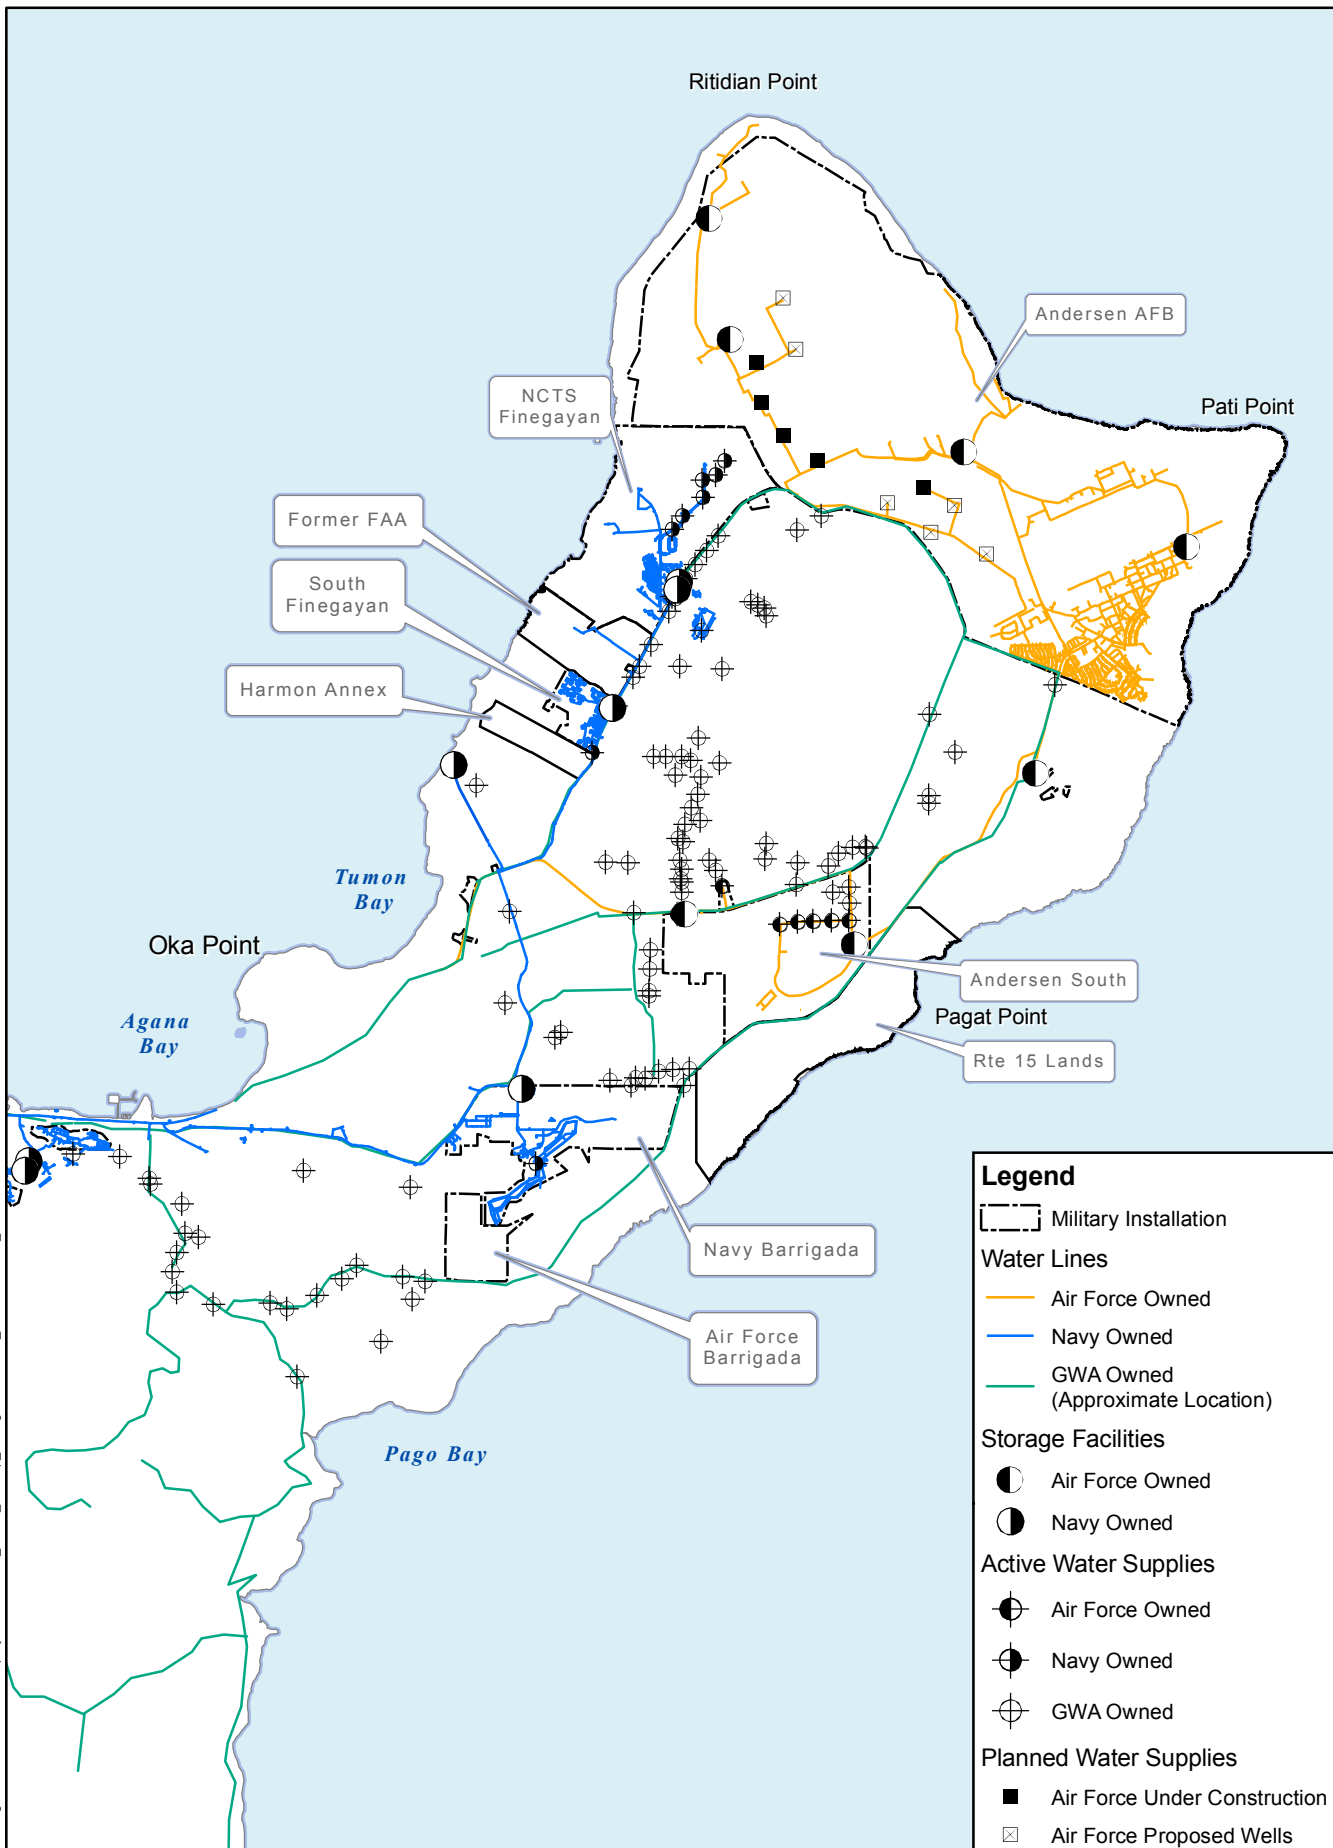 Ritidian Point
Andersen AFB
NCTS
Finegayan
Pati Point
Former FAA
South
Finegayan
Harmon Annex
Tumon
Bay
Oka Point
Andersen South
Agana
Bay
Pagat Point
Rte 15 Lands
Navy Barrigada
Air Force
Barrigada
Pago Bay
Legend
Military Installation
Water Lines
Air Force Owned
Navy Owned
GWA Owned
(Approximate Location)
Storage Facilities
Air Force Owned
Navy Owned
Active Water Supplies
Air Force Owned
Navy Owned
GWA Owned
Planned Water Supplies
Air Force Under Construction
Air Force Proposed Wells